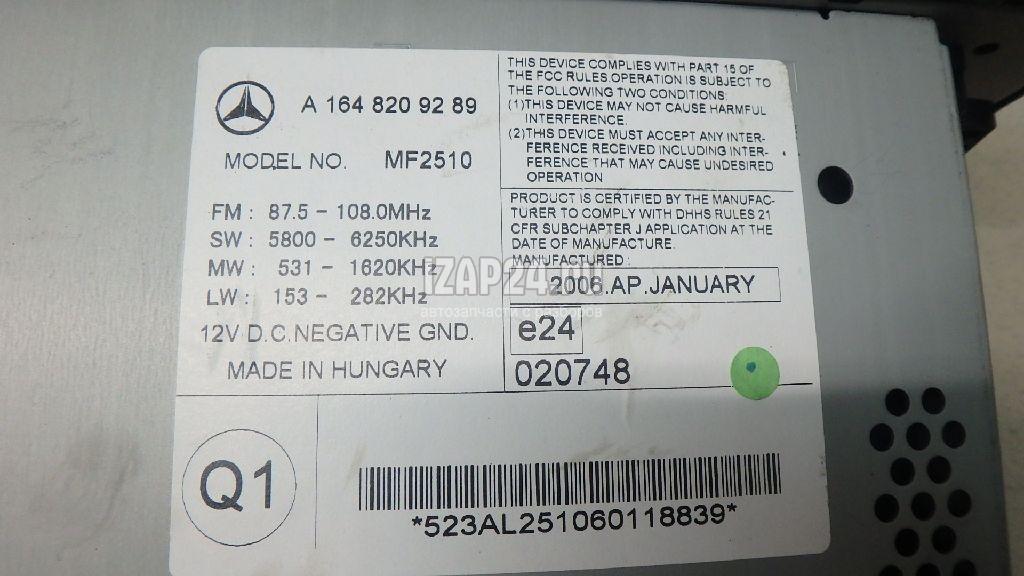 A 164 820 92 89
MODEL NO. MF2510
FM : 87.5 - 108.0MHz
SW : 5800 - 6250KHz
MW : 531 - 1620KHz
LW : 153 - 282KHz
12V D.C.NEGATIVE GND.
MADE IN HUNGARY
THIS DEVICE COMPLIES WITH PART 15 OF
THE FCC RULES.OPERATION IS SUBJECT TO
THE FOLLOWING TWO CONDITIONS:
(1)THIS DEVICE MAY NOT CAUSE HARMFUL
INTERFERENCE.
(2)THIS DEVICE MUST ACCEPT ANY INTER-
FERENCE RECEIVED INCLUDING INTER-
FERENCE THAT MAY CAUSE UNDESIRED
OPERATION
PRODUCT IS CERTIFIED BY THE MANUFAC-
TURER TO COMPLY WITH DHHS RULES 21
CFR SUBCHAPTER J APPLICATION AT THE
DATE OF MANUFACTURE.
MANUFACTURED :
2006.AP.JANUARY
e24
020748
Q1
*523AL251060118839*
IZAP24.RU
автозапчасти с разборов